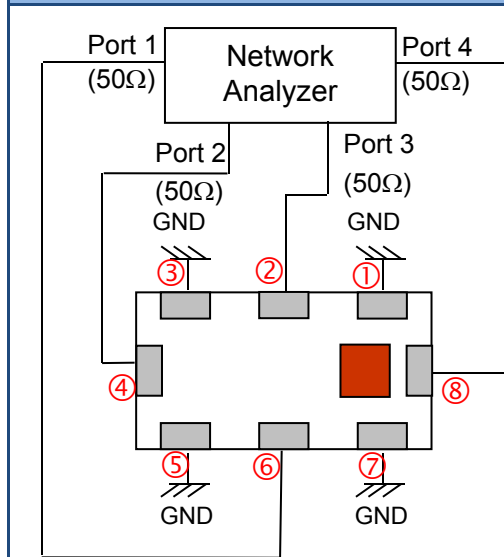 Port 1
(50Ω)
Network
Analyzer
Port 4
(50Ω)
Port 2
(50Ω)
Port 3
(50Ω)
GND
GND
③
②
①
④
⑧
⑤
⑥
⑦
GND
GND